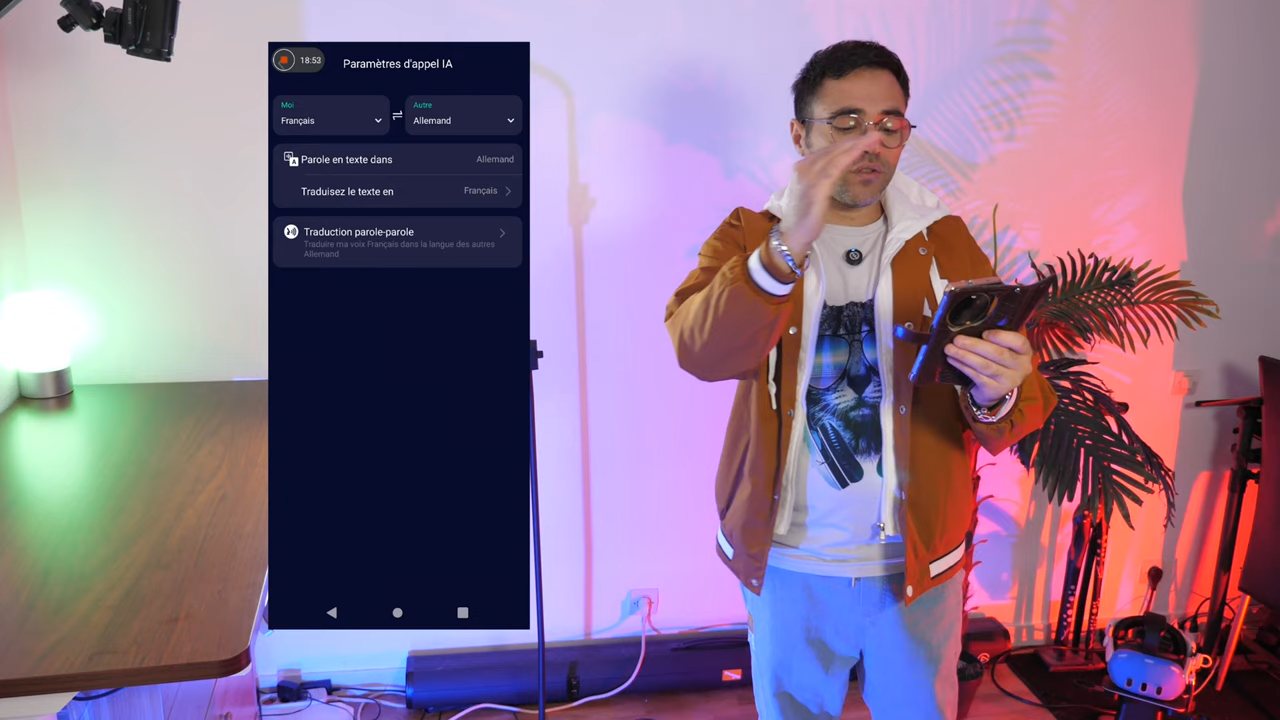 18:53
Paramètres d'appel IA
Moi
Français
Autre
Allemand
Parole en texte dans
Allemand
Traduisez le texte en
Français
Traduction parole-parole
Traduire ma voix Français dans la langue des autres
Allemand